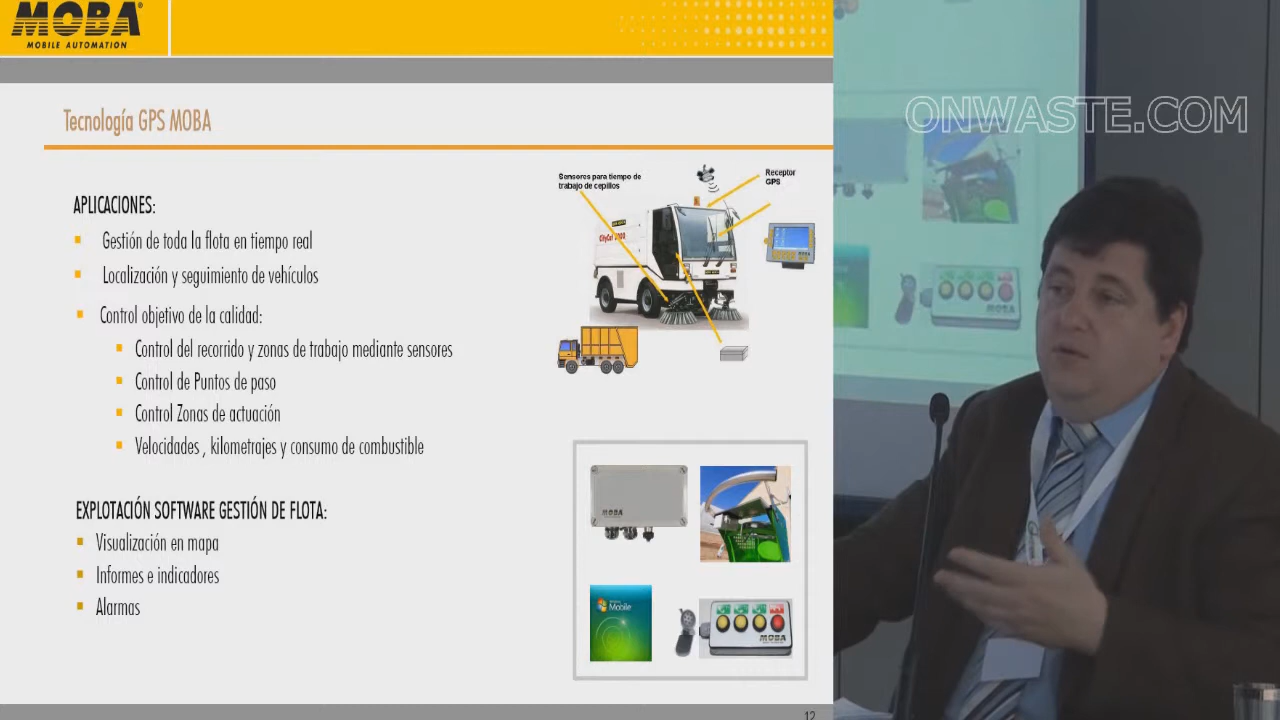 MOBA
MOBILE AUTOMATION
ONWASTE.COM
Tecnología GPS MOBA
APLICACIONES:
Gestión de toda la flota en tiempo real
Localización y seguimiento de vehículos
Control objetivo de la calidad:
Control del recorrido y zonas de trabajo mediante sensores
Control de Puntos de paso
Control Zonas de actuación
Velocidades , kilometrajes y consumo de combustible
EXPLOTACIÓN SOFTWARE GESTIÓN DE FLOTA:
Visualización en mapa
Informes e indicadores
Alarmas
Sensores para tiempo de
trabajo de cepillos
Receptor
GPS
MOBA
Mobile
MOBA
MOBA
12